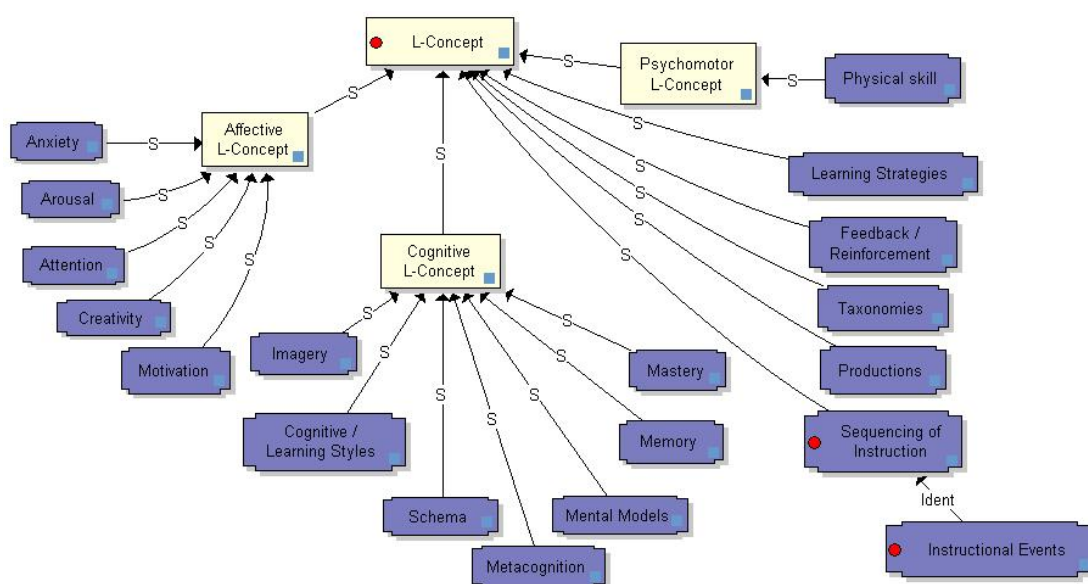 L-Concept
S
Psychomotor
L-Concept
S
Physical skill
S
Affective
L-Concept
S
Anxiety
S
S
S
Arousal
S
Learning Strategies
S
S
Feedback /
Reinforcement
Attention
S
S
S
S
Cognitive
L-Concept
Creativity
S
Taxonomies
S
S
Motivation
Imagery
S
Mastery
Productions
S
S
S
S
S
Cognitive /
Learning Styles
Memory
Sequencing of
Instruction
Ident
Schema
Mental Models
Instructional Events
Metacognition